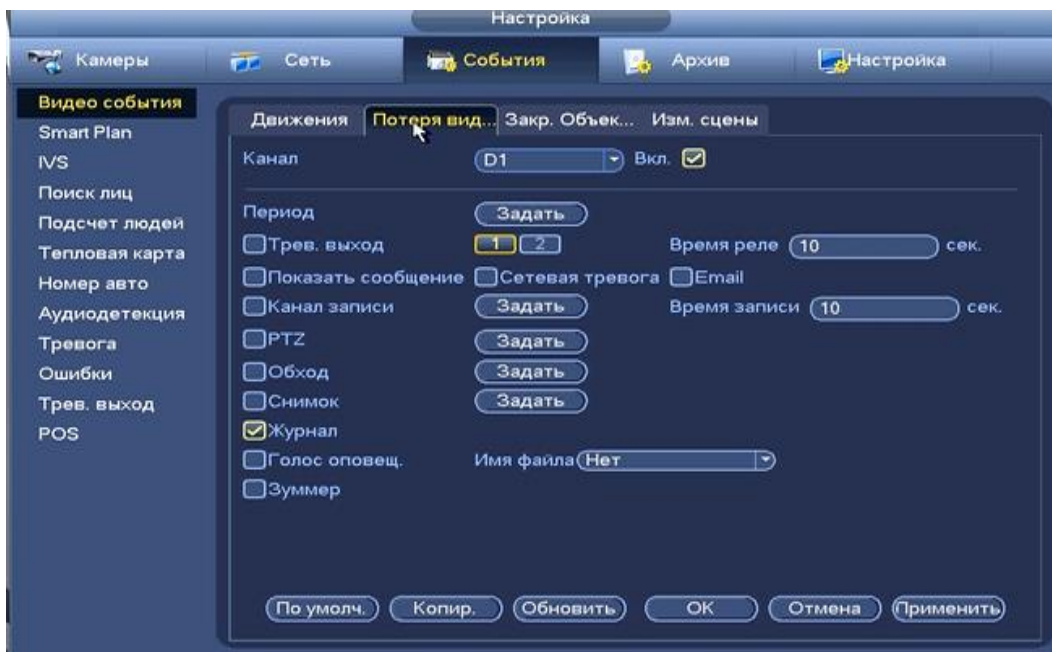 Настройка
Камеры Сеть События Архив Настройка
Видео события
Smart Plan
IVS
Поиск лиц
Подсчет людей
Тепловая карта
Номер авто
Аудиодетекция
Тревога
Ошибки
Трев. выход
POS
Движения Потеря вид... Закр. Объек... Изм. сцены
Канал D1 Вкл.
Период Задать
Трев. выход 1 2 Время реле 10 сек.
Показать сообщение Сетевая тревога Email
Канал записи Задать Время записи 10 сек.
PTZ Задать
Обход Задать
Снимок Задать
Журнал
Голос оповещ. Имя файла Нет
Зуммер
По умолч. Копир. Обновить OK Отмена Применить